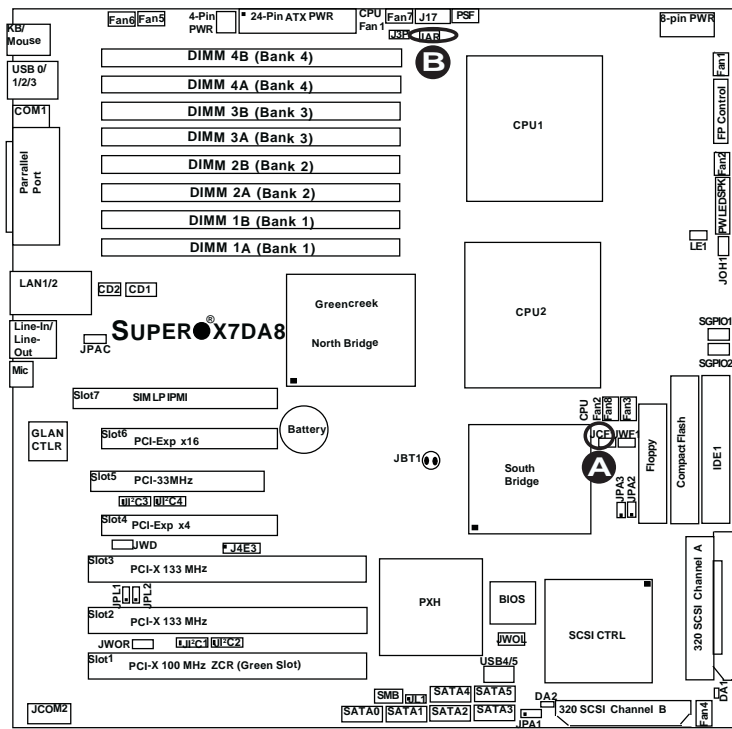 KB/
Mouse
Fan6
Fan5
4-Pin
PWR
24-Pin ATX PWR
CPU
Fan1
Fan7
J17
PSF
J3P
JAR
B
8-pin PWR
USB 0/
1/2/3
COM1
Parrallel
Port
DIMM 4B (Bank 4)
DIMM 4A (Bank 4)
DIMM 3B (Bank 3)
DIMM 3A (Bank 3)
DIMM 2B (Bank 2)
DIMM 2A (Bank 2)
DIMM 1B (Bank 1)
DIMM 1A (Bank 1)
CPU1
Fan1
FP Control
Fan2
PWLEDSPK
LE1
JOH1
LAN1/2
CD2
CD1
SUPER®X7DA8
Greencreek
North Bridge
CPU2
SGPIO1
SGPIO2
Line-In/
Line-
Out
JPAC
Mic
Slot7
SIMLP IPMI
GLAN
CTLR
Slot6
PCI-Exp x16
Battery
JBT1
South
Bridge
CPU
Fan2
Fan8
Fan3
JCF
JWF1
A
JPA3
JPA2
Floppy
Compact Flash
IDE1
Slot5
PCI-33MHz
JI²C3
JI²C4
Slot4
PCI-Exp x4
JWD
J4E3
Slot3
PCI-X 133 MHz
JPL1
JPL2
Slot2
PCI-X 133 MHz
JWOR
JI²C1
JI²C2
Slot1
PCI-X 100 MHz ZCR (Green Slot)
PXH
BIOS
JWOL
USB4/5
SCSI CTRL
320 SCSI Channel A
DA1
JCOM2
SMB
JL1
SATA4
SATA5
SATA0
SATA1
SATA2
SATA3
DA2
JPA1
320 SCSI Channel B
Fan4